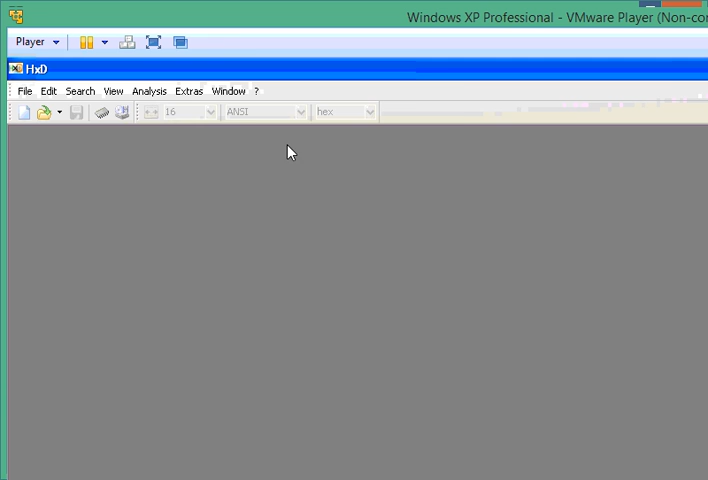 Windows XP Professional - VMware Player (Non-co
Player
HxD
File Edit Search View Analysis Extras Window ?
16 ANSI hex